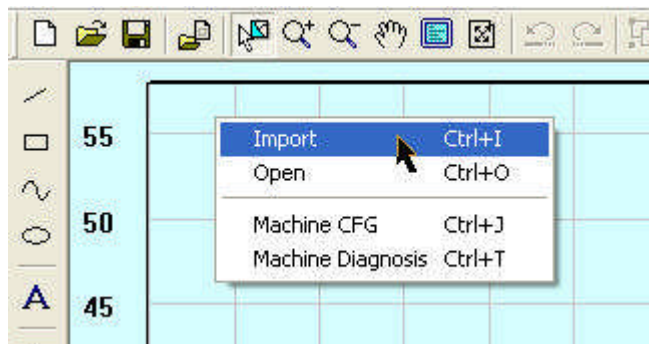 55
Import Ctrl+I
Open Ctrl+O
50
Machine CFG Ctrl+J
Machine Diagnosis Ctrl+T
A
45